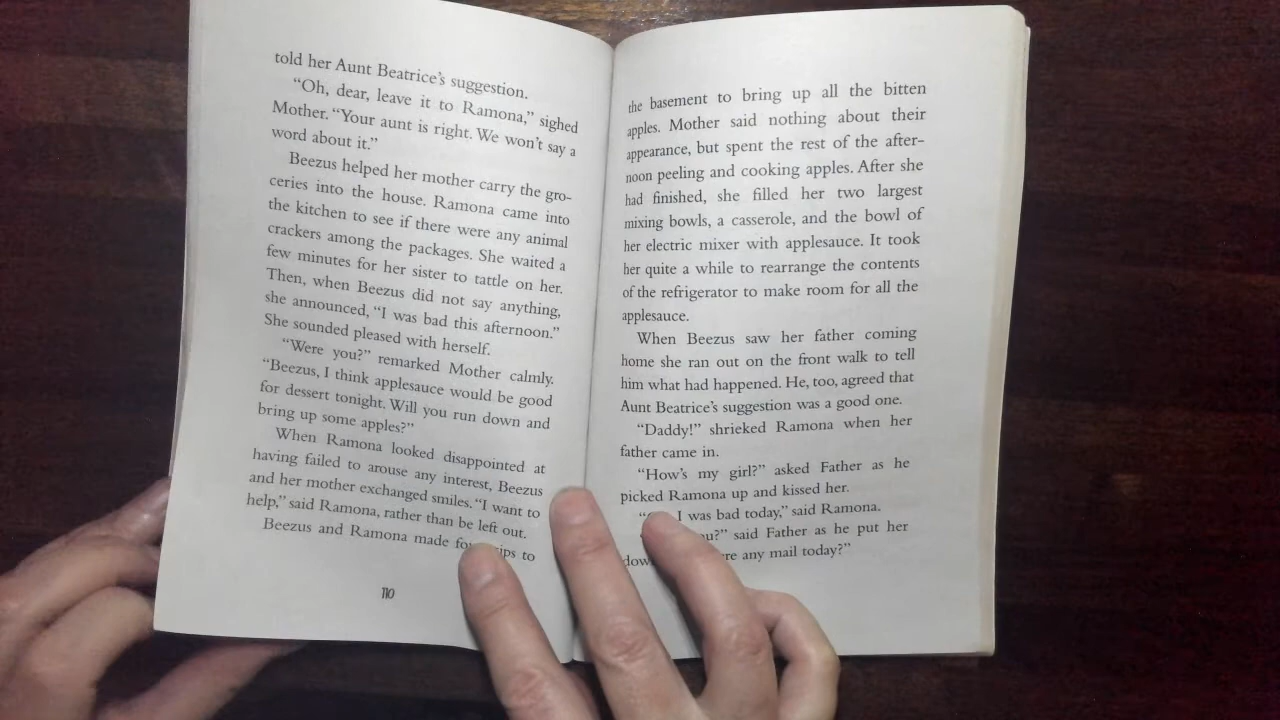 told her Aunt Beatrice's suggestion.
“Oh, dear, leave it to Ramona,” sighed
Mother. “Your aunt is right. We won't say a
word about it.”
Beezus helped her mother carry the gro-
ceries into the house. Ramona came into
the kitchen to see if there were any animal
crackers among the packages. She waited a
few minutes for her sister to tattle on her.
Then, when Beezus did not say anything,
she announced, “I was bad this afternoon.”
She sounded pleased with herself.
“Were you?” remarked Mother calmly.
“Beezus, I think applesauce would be good
for dessert tonight. Will you run down and
bring up some apples?”
When Ramona looked disappointed at
having failed to arouse any interest, Beezus
and her mother exchanged smiles. “I want to
help,” said Ramona, rather than be left out.
Beezus and Ramona made to
110
the basement to bring up all the bitten
apples. Mother said nothing about their
appearance, but spent the rest of the after-
noon peeling and cooking apples. After she
had finished, she filled her two largest
mixing bowls, a casserole, and the bowl of
her electric mixer with applesauce. It took
her quite a while to rearrange the contents
of the refrigerator to make room for all the
applesauce.
When Beezus saw her father coming
home she ran out on the front walk to tell
him what had happened. He, too, agreed that
Aunt Beatrice's suggestion was a good one.
“Daddy!” shrieked Ramona when her
father came in.
“How's my girl?” asked Father as he
picked Ramona up and kissed her.
I was bad today,” said Ramona.
said Father as he put her
any mail today?”